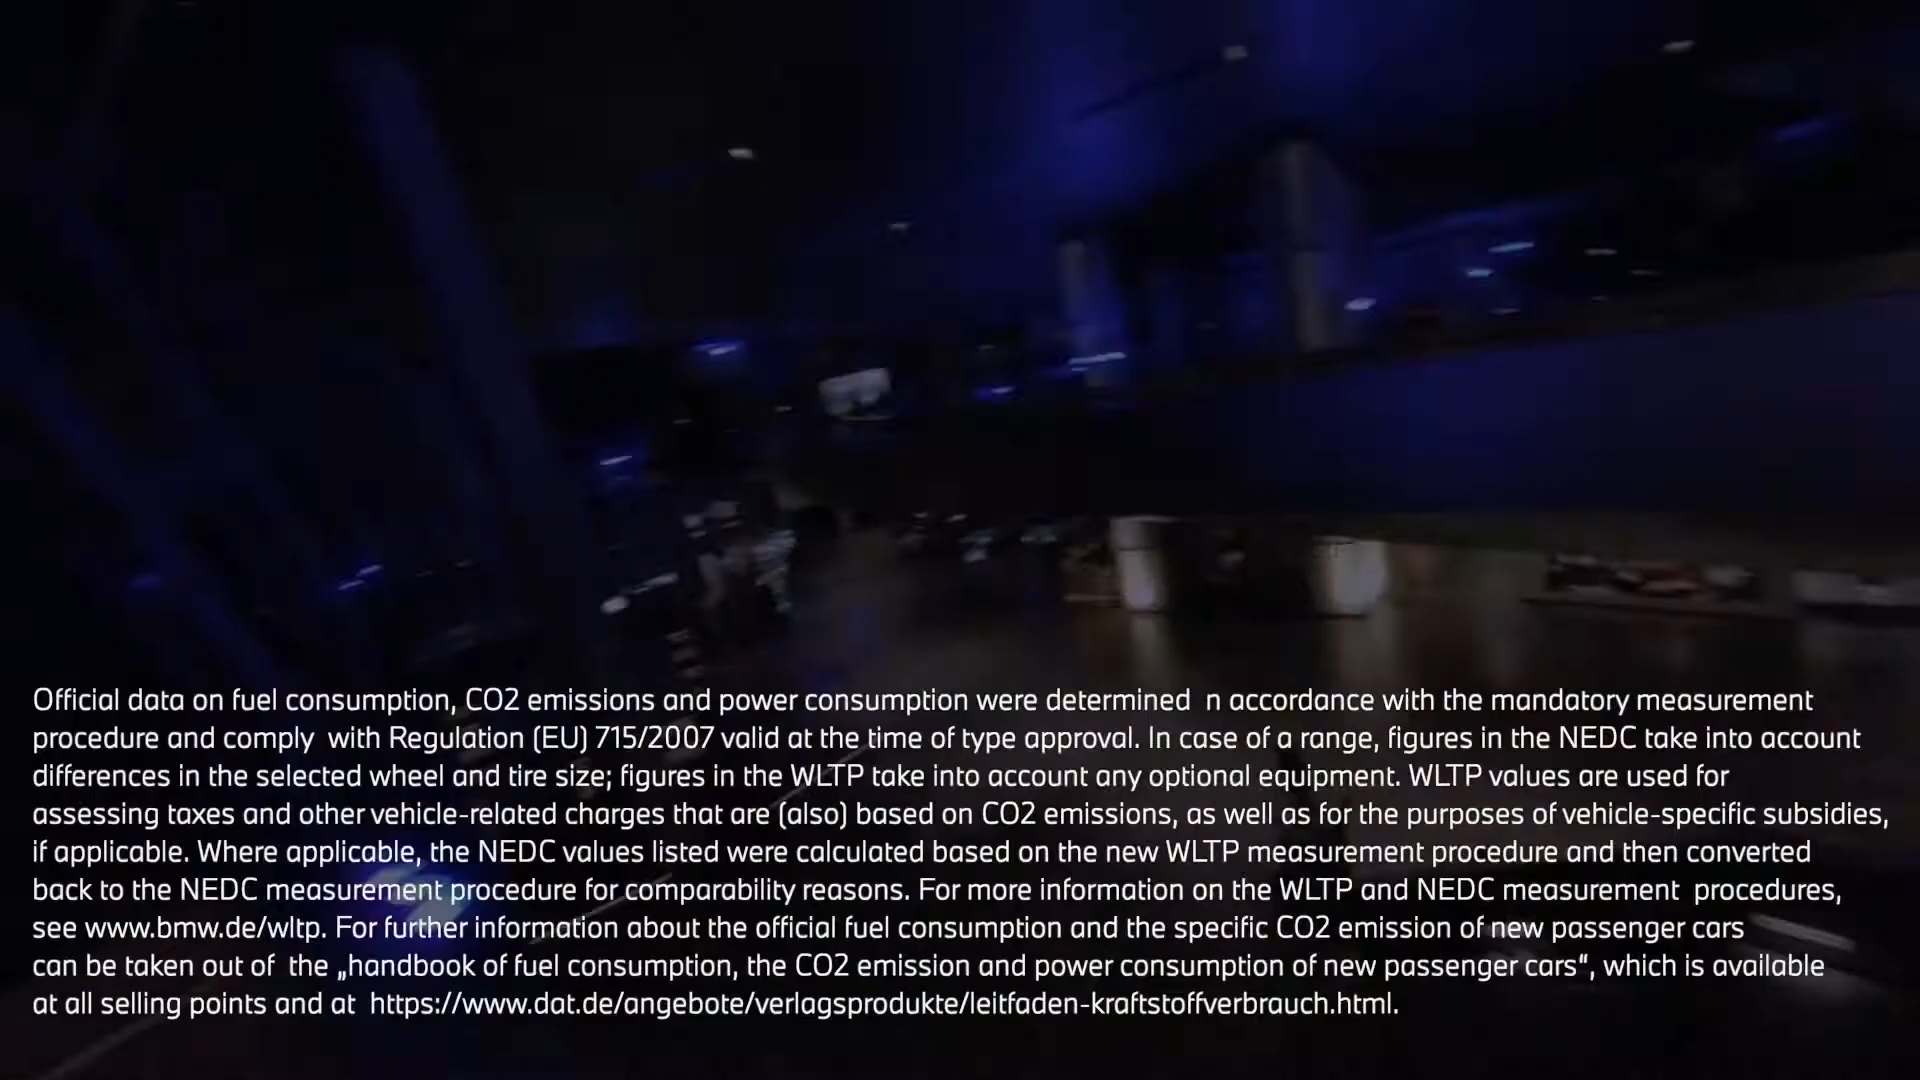 Official data on fuel consumption, CO2 emissions and power consumption were determined  n accordance with the mandatory measurement
procedure and comply  with Regulation (EU) 715/2007 valid at the time of type approval. In case of a range, figures in the NEDC take into account
differences in the selected wheel and tire size; figures in the WLTP take into account any optional equipment. WLTP values are used for
assessing taxes and other vehicle-related charges that are (also) based on CO2 emissions, as well as for the purposes of vehicle-specific subsidies,
if applicable. Where applicable, the NEDC values listed were calculated based on the new WLTP measurement procedure and then converted
back to the NEDC measurement procedure for comparability reasons. For more information on the WLTP and NEDC measurement  procedures,
see www.bmw.de/wltp. For further information about the official fuel consumption and the specific CO2 emission of new passenger cars
can be taken out of  the „handbook of fuel consumption, the CO2 emission and power consumption of new passenger cars“, which is available
at all selling points and at  https://www.dat.de/angebote/verlagsprodukte/leitfaden-kraftstoffverbrauch.html.